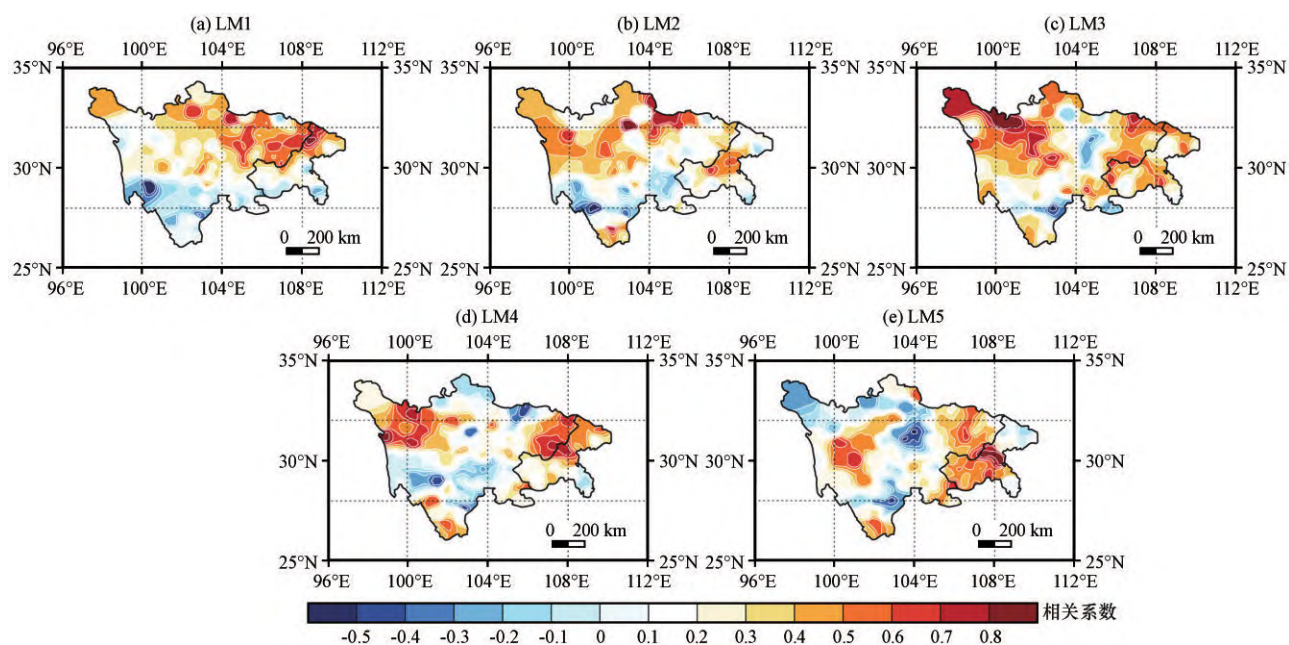 (a) LM1
96°E 100°E 104°E 108°E 112°E
35°N 35°N
30°N 30°N
0 200 km
25°N 25°N
96°E 100°E 104°E 108°E 112°E
(b) LM2
96°E 100°E 104°E 108°E 112°E
35°N 35°N
30°N 30°N
0 200 km
25°N 25°N
96°E 100°E 104°E 108°E 112°E
(c) LM3
96°E 100°E 104°E 108°E 112°E
35°N 35°N
30°N 30°N
0 200 km
25°N 25°N
96°E 100°E 104°E 108°E 112°E
(d) LM4
96°E 100°E 104°E 108°E 112°E
35°N 35°N
30°N 30°N
0 200 km
25°N 25°N
96°E 100°E 104°E 108°E 112°E
(e) LM5
96°E 100°E 104°E 108°E 112°E
35°N 35°N
30°N 30°N
0 200 km
25°N 25°N
96°E 100°E 104°E 108°E 112°E
相关系数
-0.5 -0.4 -0.3 -0.2 -0.1 0 0.1 0.2 0.3 0.4 0.5 0.6 0.7 0.8